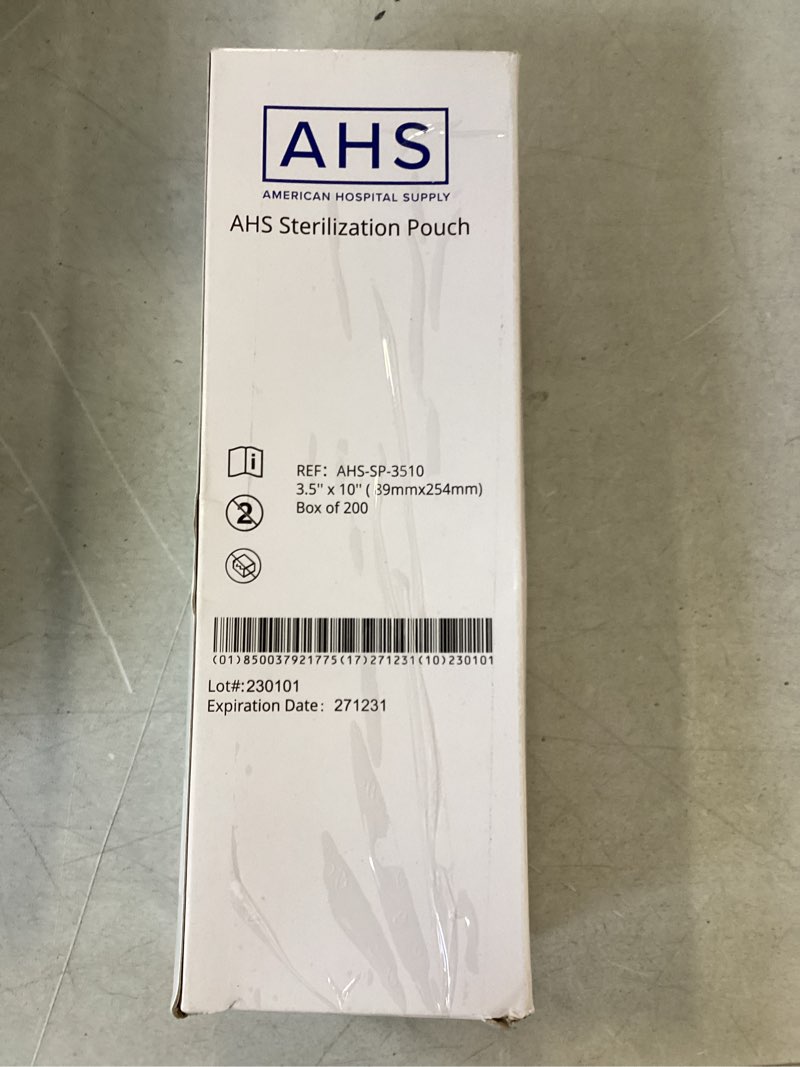 AHS
AMERICAN HOSPITAL SUPPLY
AHS Sterilization Pouch
REF: AHS-SP-3510
3.5" x 10" ( 89mmx254mm)
2
Box of 200
(01)850037921775(17)271231(10)230101
Lot#:230101
Expiration Date: 271231